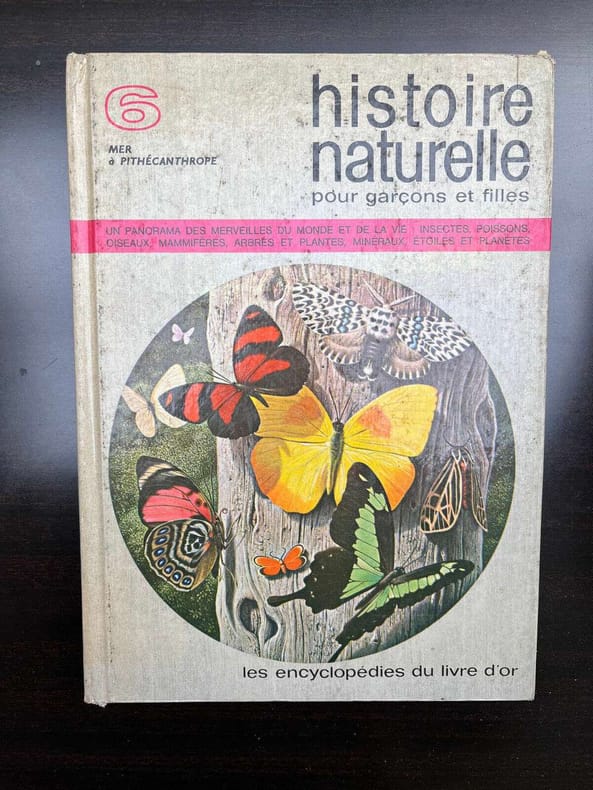 6
MER
à PITHÉCANTHROPE
histoire
naturelle
pour garçons et filles
UN PANORAMA DES MERVEILLES DU MONDE ET DE LA VIE : INSECTES, POISSONS,
OISEAUX, MAMMIFÈRES, ARBRES ET PLANTES, MINÉRAUX, ÉTOILES ET PLANÈTES
les encyclopédies du livre d'or